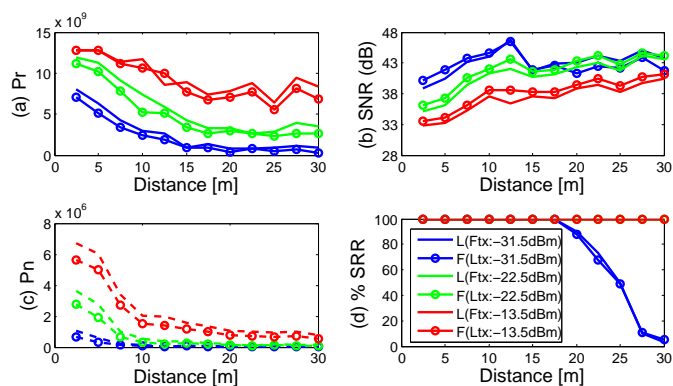 x 10⁹
15
10
5
0
0 5 10 15 20 25 30
Distance [m]
(a) Pr
48
43
38
33
28
0 5 10 15 20 25 30
Distance [m]
(b) SNR (dB)
x 10⁶
8
6
4
2
0
0 5 10 15 20 25 30
Distance [m]
(c) Pn
100
80
60
40
20
0
0 5 10 15 20 25 30
Distance [m]
(d) % SRR
L(Ftx:−31.5dBm)
F(Ltx:−31.5dBm)
L(Ftx:−22.5dBm)
F(Ltx:−22.5dBm)
L(Ftx:−13.5dBm)
F(Ltx:−13.5dBm)